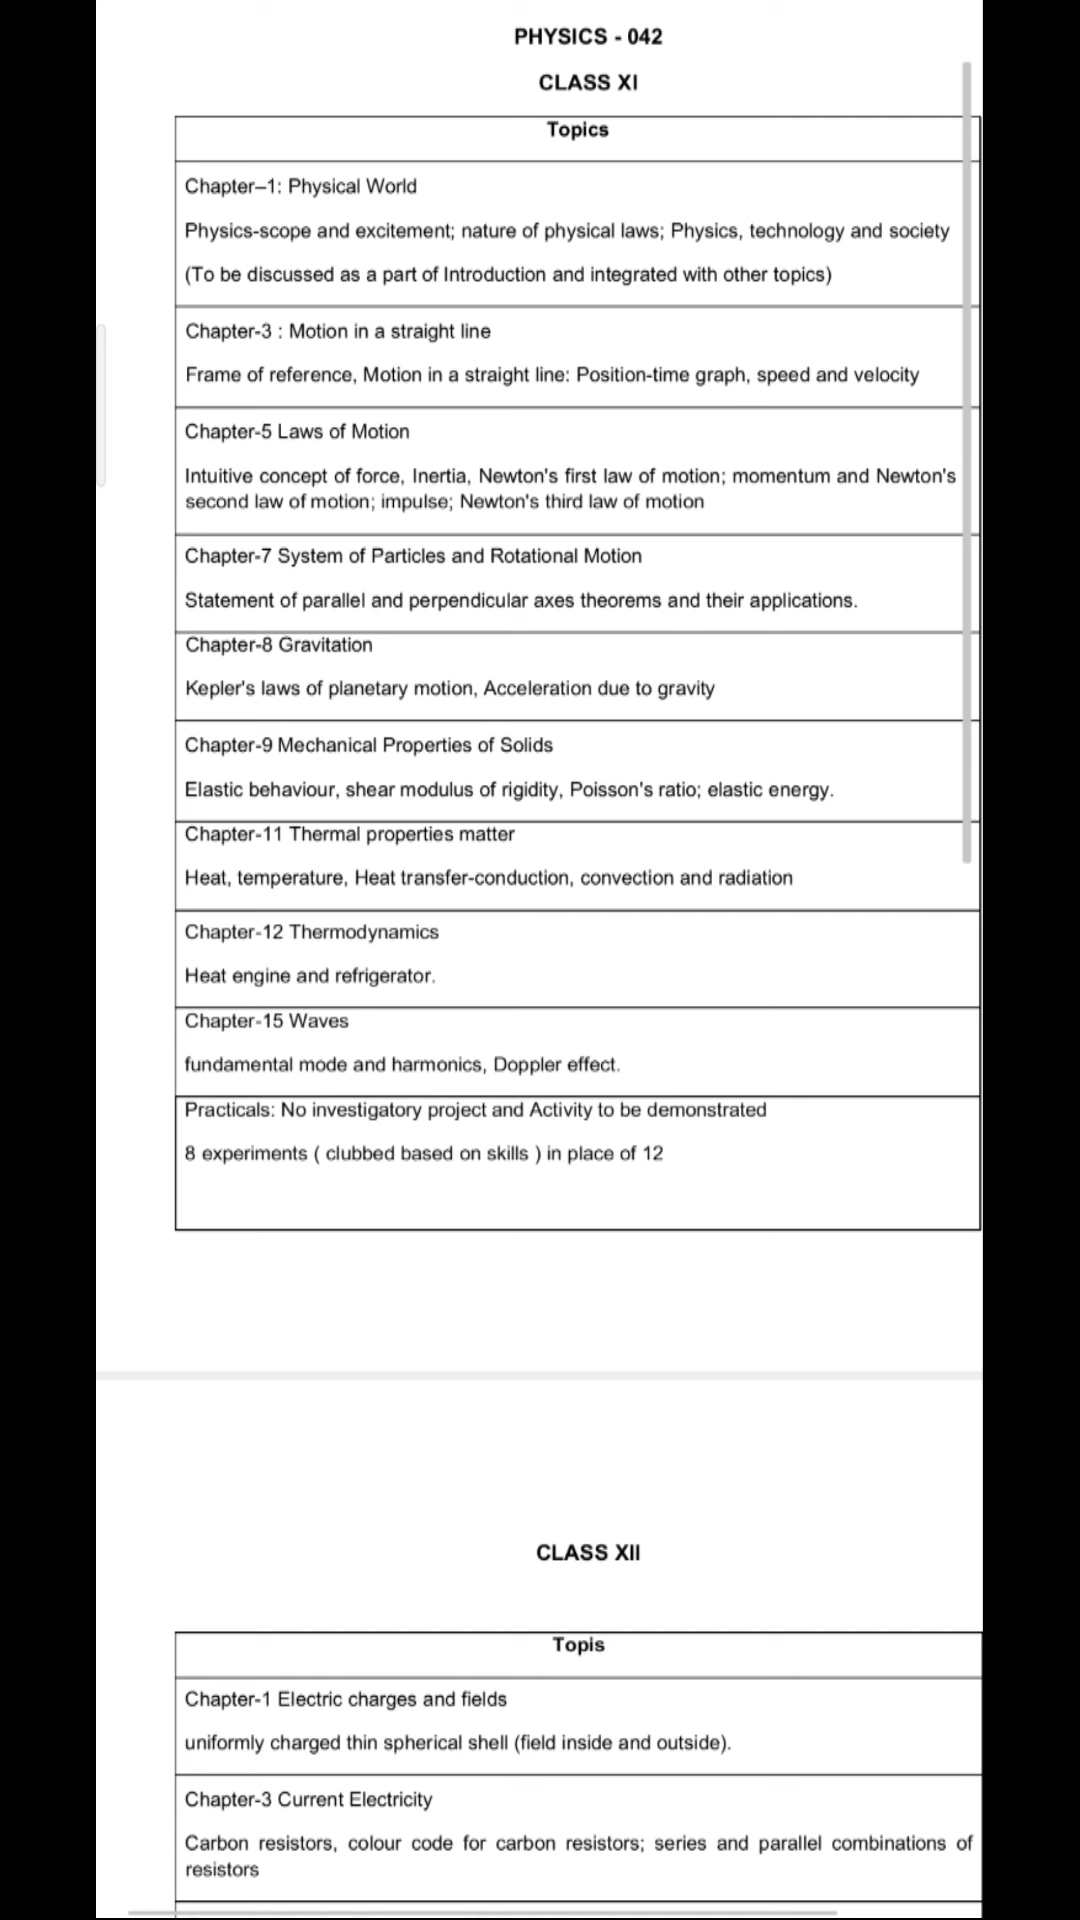 PHYSICS - 042
CLASS XI
Topics
Chapter–1: Physical World
Physics-scope and excitement; nature of physical laws; Physics, technology and society
(To be discussed as a part of Introduction and integrated with other topics)
Chapter-3 : Motion in a straight line
Frame of reference, Motion in a straight line: Position-time graph, speed and velocity
Chapter-5 Laws of Motion
Intuitive concept of force, Inertia, Newton's first law of motion; momentum and Newton's
second law of motion; impulse; Newton's third law of motion
Chapter-7 System of Particles and Rotational Motion
Statement of parallel and perpendicular axes theorems and their applications.
Chapter-8 Gravitation
Kepler's laws of planetary motion, Acceleration due to gravity
Chapter-9 Mechanical Properties of Solids
Elastic behaviour, shear modulus of rigidity, Poisson's ratio; elastic energy.
Chapter-11 Thermal properties matter
Heat, temperature, Heat transfer-conduction, convection and radiation
Chapter-12 Thermodynamics
Heat engine and refrigerator.
Chapter-15 Waves
fundamental mode and harmonics, Doppler effect.
Practicals: No investigatory project and Activity to be demonstrated
8 experiments ( clubbed based on skills ) in place of 12
CLASS XII
Topis
Chapter-1 Electric charges and fields
uniformly charged thin spherical shell (field inside and outside).
Chapter-3 Current Electricity
Carbon resistors, colour code for carbon resistors; series and parallel combinations of
resistors